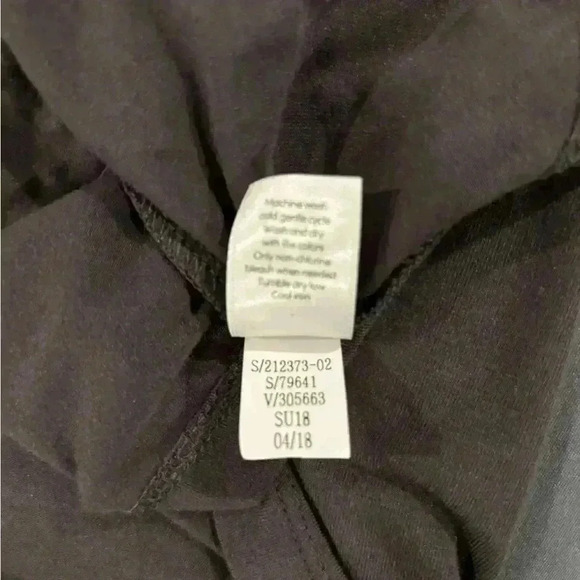 Machine wash
cold gentle cycle
Wash and dry
with like colors
Only non-chlorine
bleach when needed
Tumble dry low
Cool iron
S/212373-02
S/79641
V/305663
SU18
04/18